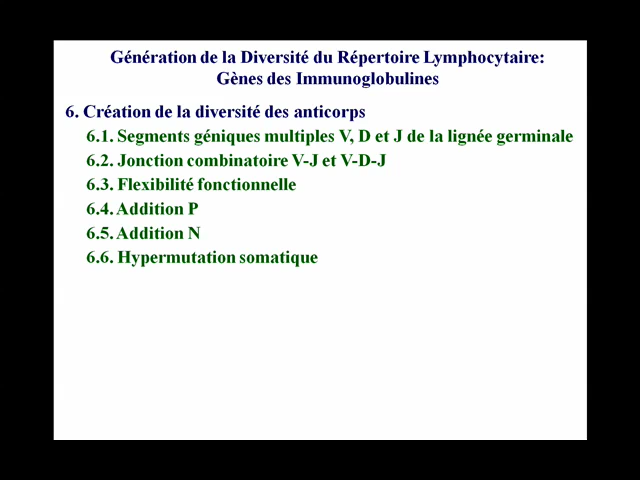 Génération de la Diversité du Répertoire Lymphocytaire:
Gènes des Immunoglobulines
6. Création de la diversité des anticorps
6.1. Segments géniques multiples V, D et J de la lignée germinale
6.2. Jonction combinatoire V-J et V-D-J
6.3. Flexibilité fonctionnelle
6.4. Addition P
6.5. Addition N
6.6. Hypermutation somatique